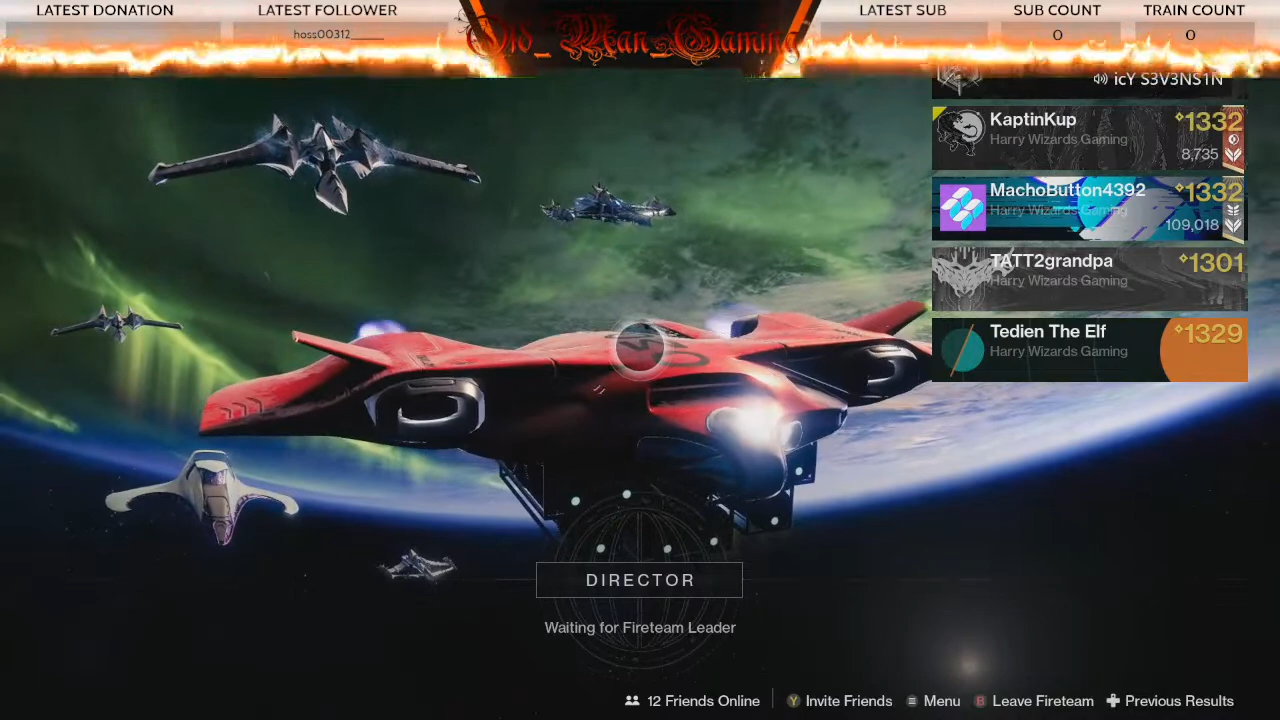 LATEST DONATION
LATEST FOLLOWER
hoss00312_____
Old_Man_Gaming
LATEST SUB
SUB COUNT
0
TRAIN COUNT
0
icY S3V3NS1N
KaptinKup
Harry Wizards Gaming
1332
8,735
MachoButton4392
Harry Wizards Gaming
1332
109,018
TATT2grandpa
Harry Wizards Gaming
1301
Tedien The Elf
Harry Wizards Gaming
1329
DIRECTOR
Waiting for Fireteam Leader
12 Friends Online
Y Invite Friends
Menu
B Leave Fireteam
Previous Results